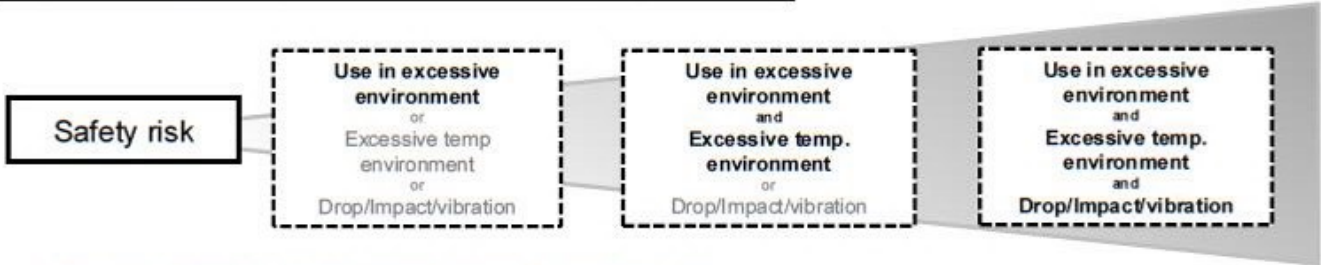 Safety risk
Use in excessive
environment
or
Excessive temp
environment
or
Drop/Impact/vibration
Use in excessive
environment
and
Excessive temp.
environment
or
Drop/Impact/vibration
Use in excessive
environment
and
Excessive temp.
environment
and
Drop/Impact/vibration